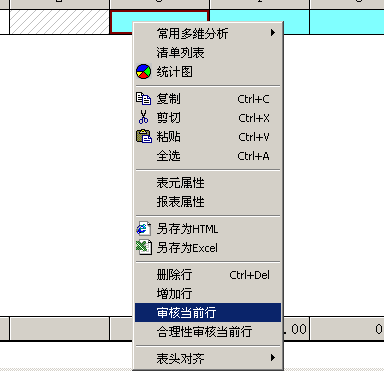 常用多维分析
清单列表
统计图
复制 Ctrl+C
剪切 Ctrl+X
粘贴 Ctrl+V
全选 Ctrl+A
表元属性
报表属性
另存为HTML
另存为Excel
删除行 Ctrl+Del
增加行
审核当前行
合理性审核当前行
.00 0
表头对齐